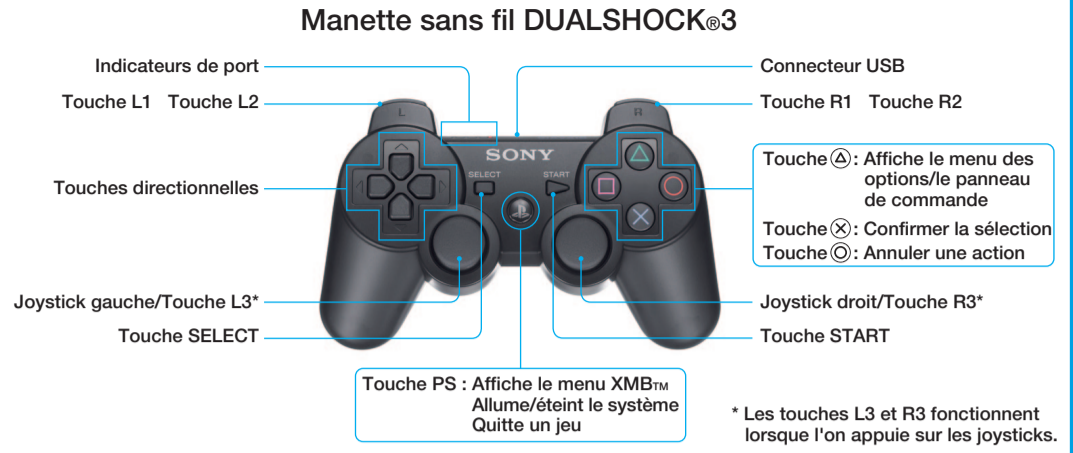 Manette sans fil DUALSHOCK®3
Indicateurs de port
Connecteur USB
Touche L1 Touche L2
Touche R1 Touche R2
L
R
SONY
SELECT
START
Touches directionnelles
Touche △: Affiche le menu des
options/le panneau
de commande
Touche ✕: Confirmer la sélection
Touche ○: Annuler une action
Joystick gauche/Touche L3*
Joystick droit/Touche R3*
Touche SELECT
Touche START
Touche PS : Affiche le menu XMB™
Allume/éteint le système
Quitte un jeu
* Les touches L3 et R3 fonctionnent
lorsque l'on appuie sur les joysticks.